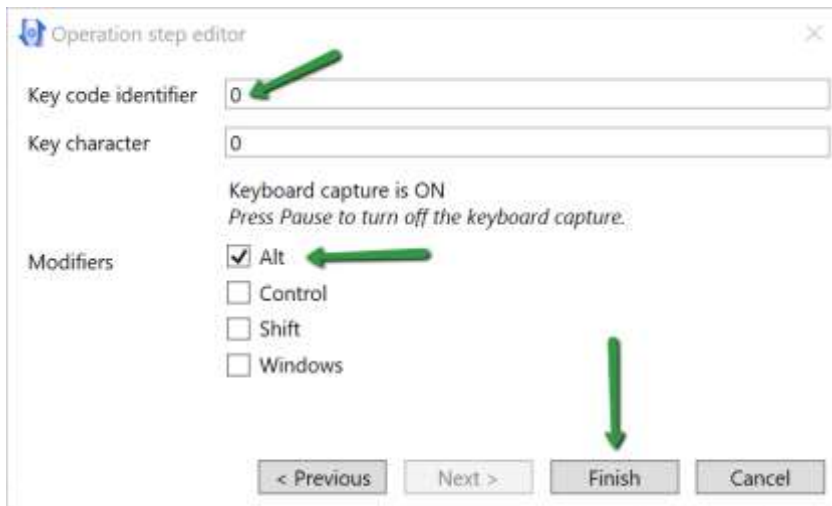 Operation step editor
Key code identifier 0
Key character 0
Keyboard capture is ON
Press Pause to turn off the keyboard capture.
Modifiers Alt
Control
Shift
Windows
< Previous Next > Finish Cancel